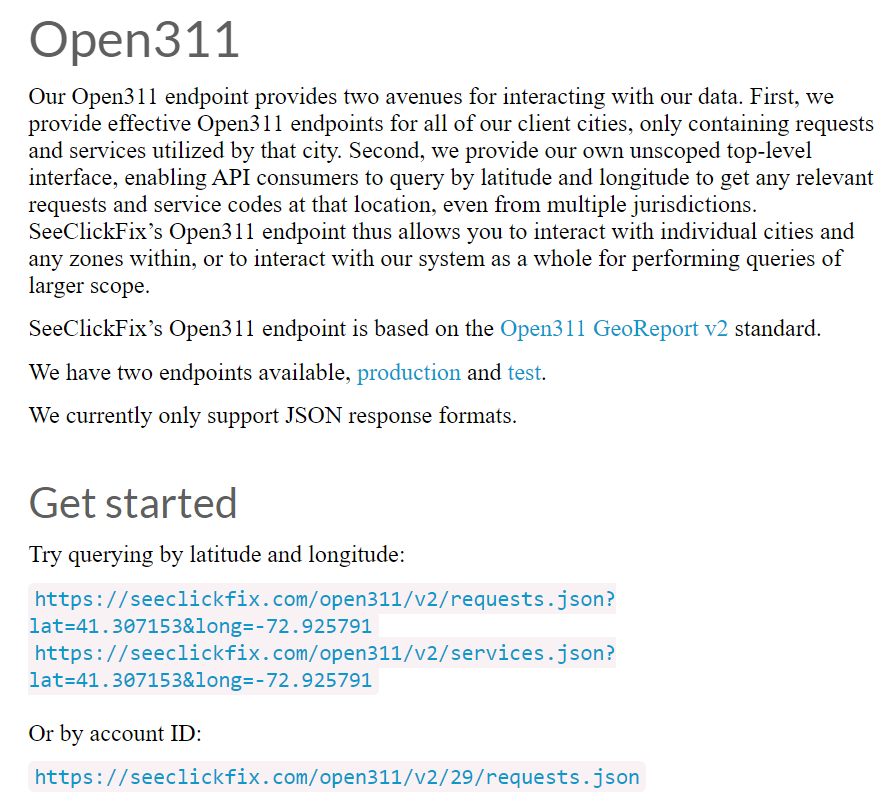 Open311
Our Open311 endpoint provides two avenues for interacting with our data. First, we
provide effective Open311 endpoints for all of our client cities, only containing requests
and services utilized by that city. Second, we provide our own unscoped top-level
interface, enabling API consumers to query by latitude and longitude to get any relevant
requests and service codes at that location, even from multiple jurisdictions.
SeeClickFix’s Open311 endpoint thus allows you to interact with individual cities and
any zones within, or to interact with our system as a whole for performing queries of
larger scope.
SeeClickFix’s Open311 endpoint is based on the Open311 GeoReport v2 standard.
We have two endpoints available, production and test.
We currently only support JSON response formats.
Get started
Try querying by latitude and longitude:
https://seeclickfix.com/open311/v2/requests.json?
lat=41.307153&long=-72.925791
https://seeclickfix.com/open311/v2/services.json?
lat=41.307153&long=-72.925791
Or by account ID:
https://seeclickfix.com/open311/v2/29/requests.json